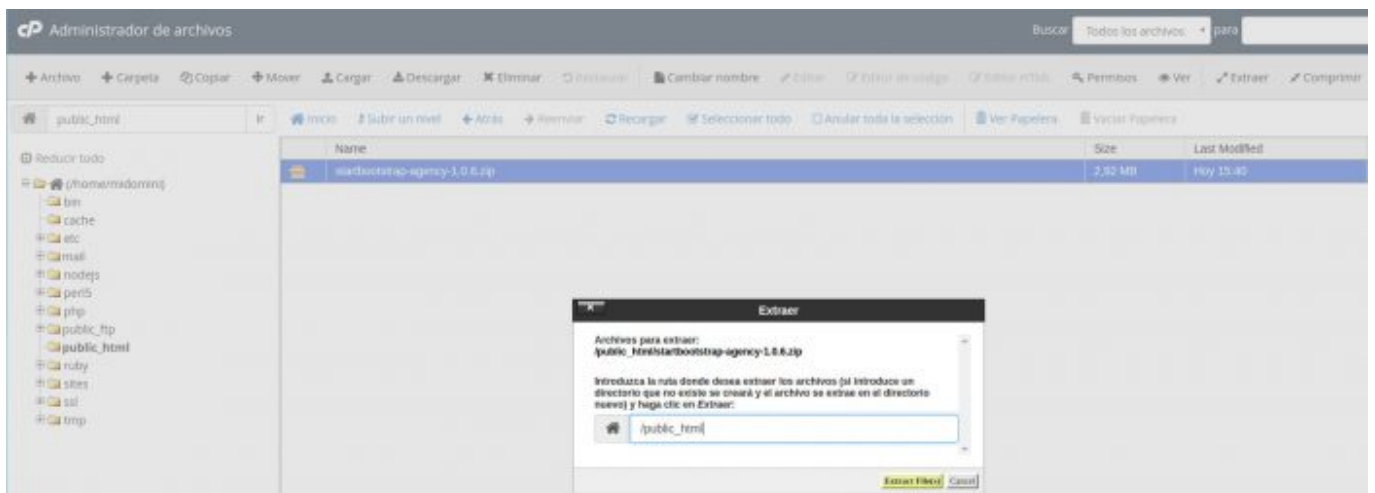 cP Administrador de archivos
Buscar Todos los archivos para
Archivo Carpeta Copiar Mover Cargar Descargar Eliminar Restaurar Cambiar nombre Editar Permisos Ver Extraer Comprimir
public_html Ir Inicio Subir un nivel Atrás Reenviar Recargar Seleccionar todo Anular toda la selección Ver Papelera Vaciar Papelera
Reducir todo
Name Size Last Modified
startbootstrap-agency-1.0.6.zip 2,92 MB Hoy 15:40
bin
cache
etc
mail
nodejs
perl5
php
public_ftp
public_html
ruby
sites
ssl
tmp
Extraer
Archivos para extraer:
/public_html/startbootstrap-agency-1.0.6.zip
Introduzca la ruta donde desea extraer los archivos (si introduce un
directorio que no existe se creará y el archivo se extrae en el directorio
nuevo) y haga clic en Extraer:
/public_html
Extract File(s) Cancel